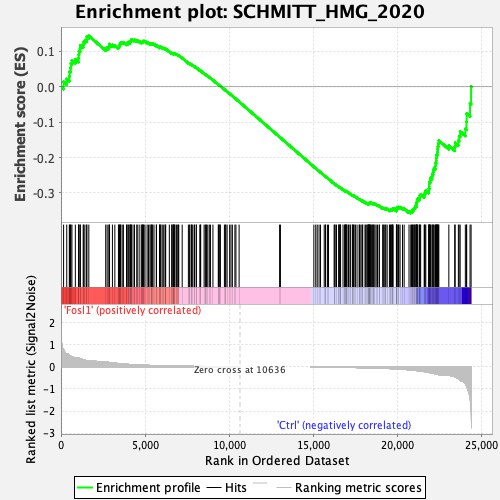 Enrichment plot: SCHMITT_HMG_2020
Enrichment score (ES)
0.1
0.0
-0.1
-0.2
-0.3
'Fosl1' (positively correlated)
Ranked list metric (Signal2Noise)
2
1
0
-1
-2
-3
Zero cross at 10636
'Ctrl' (negatively correlated)
0
5,000
10,000
15,000
20,000
25,000
Rank in Ordered Dataset
Enrichment profile
Hits
Ranking metric scores